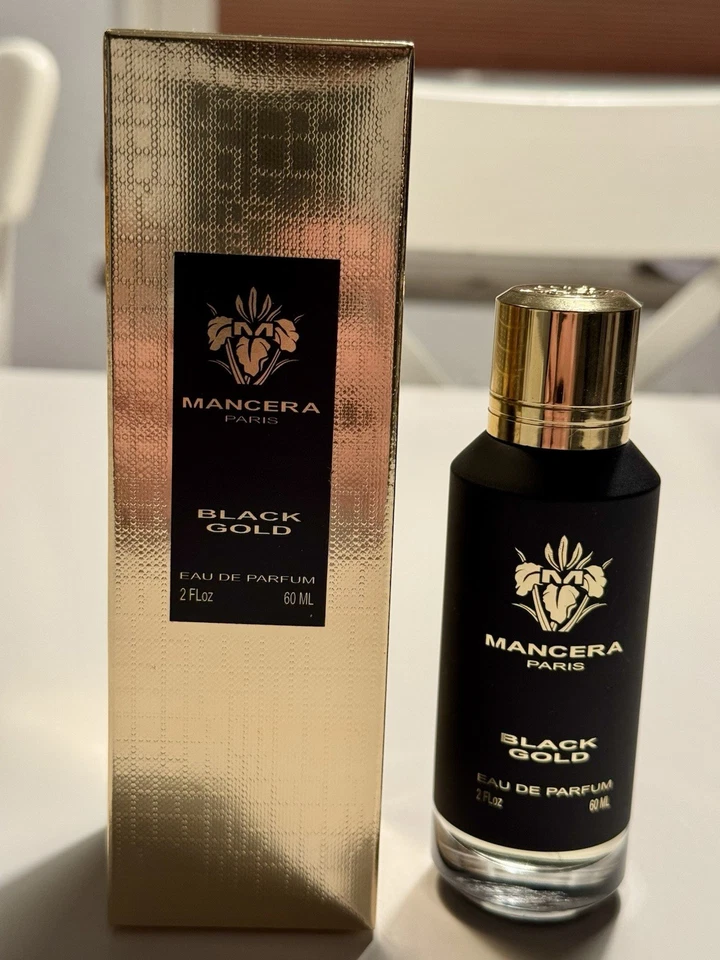 MANCERA
PARIS
BLACK
GOLD
EAU DE PARFUM
2 FLoz 60 ML
MANCERA
PARIS
BLACK
GOLD
EAU DE PARFUM
2 FLoz 60 ML